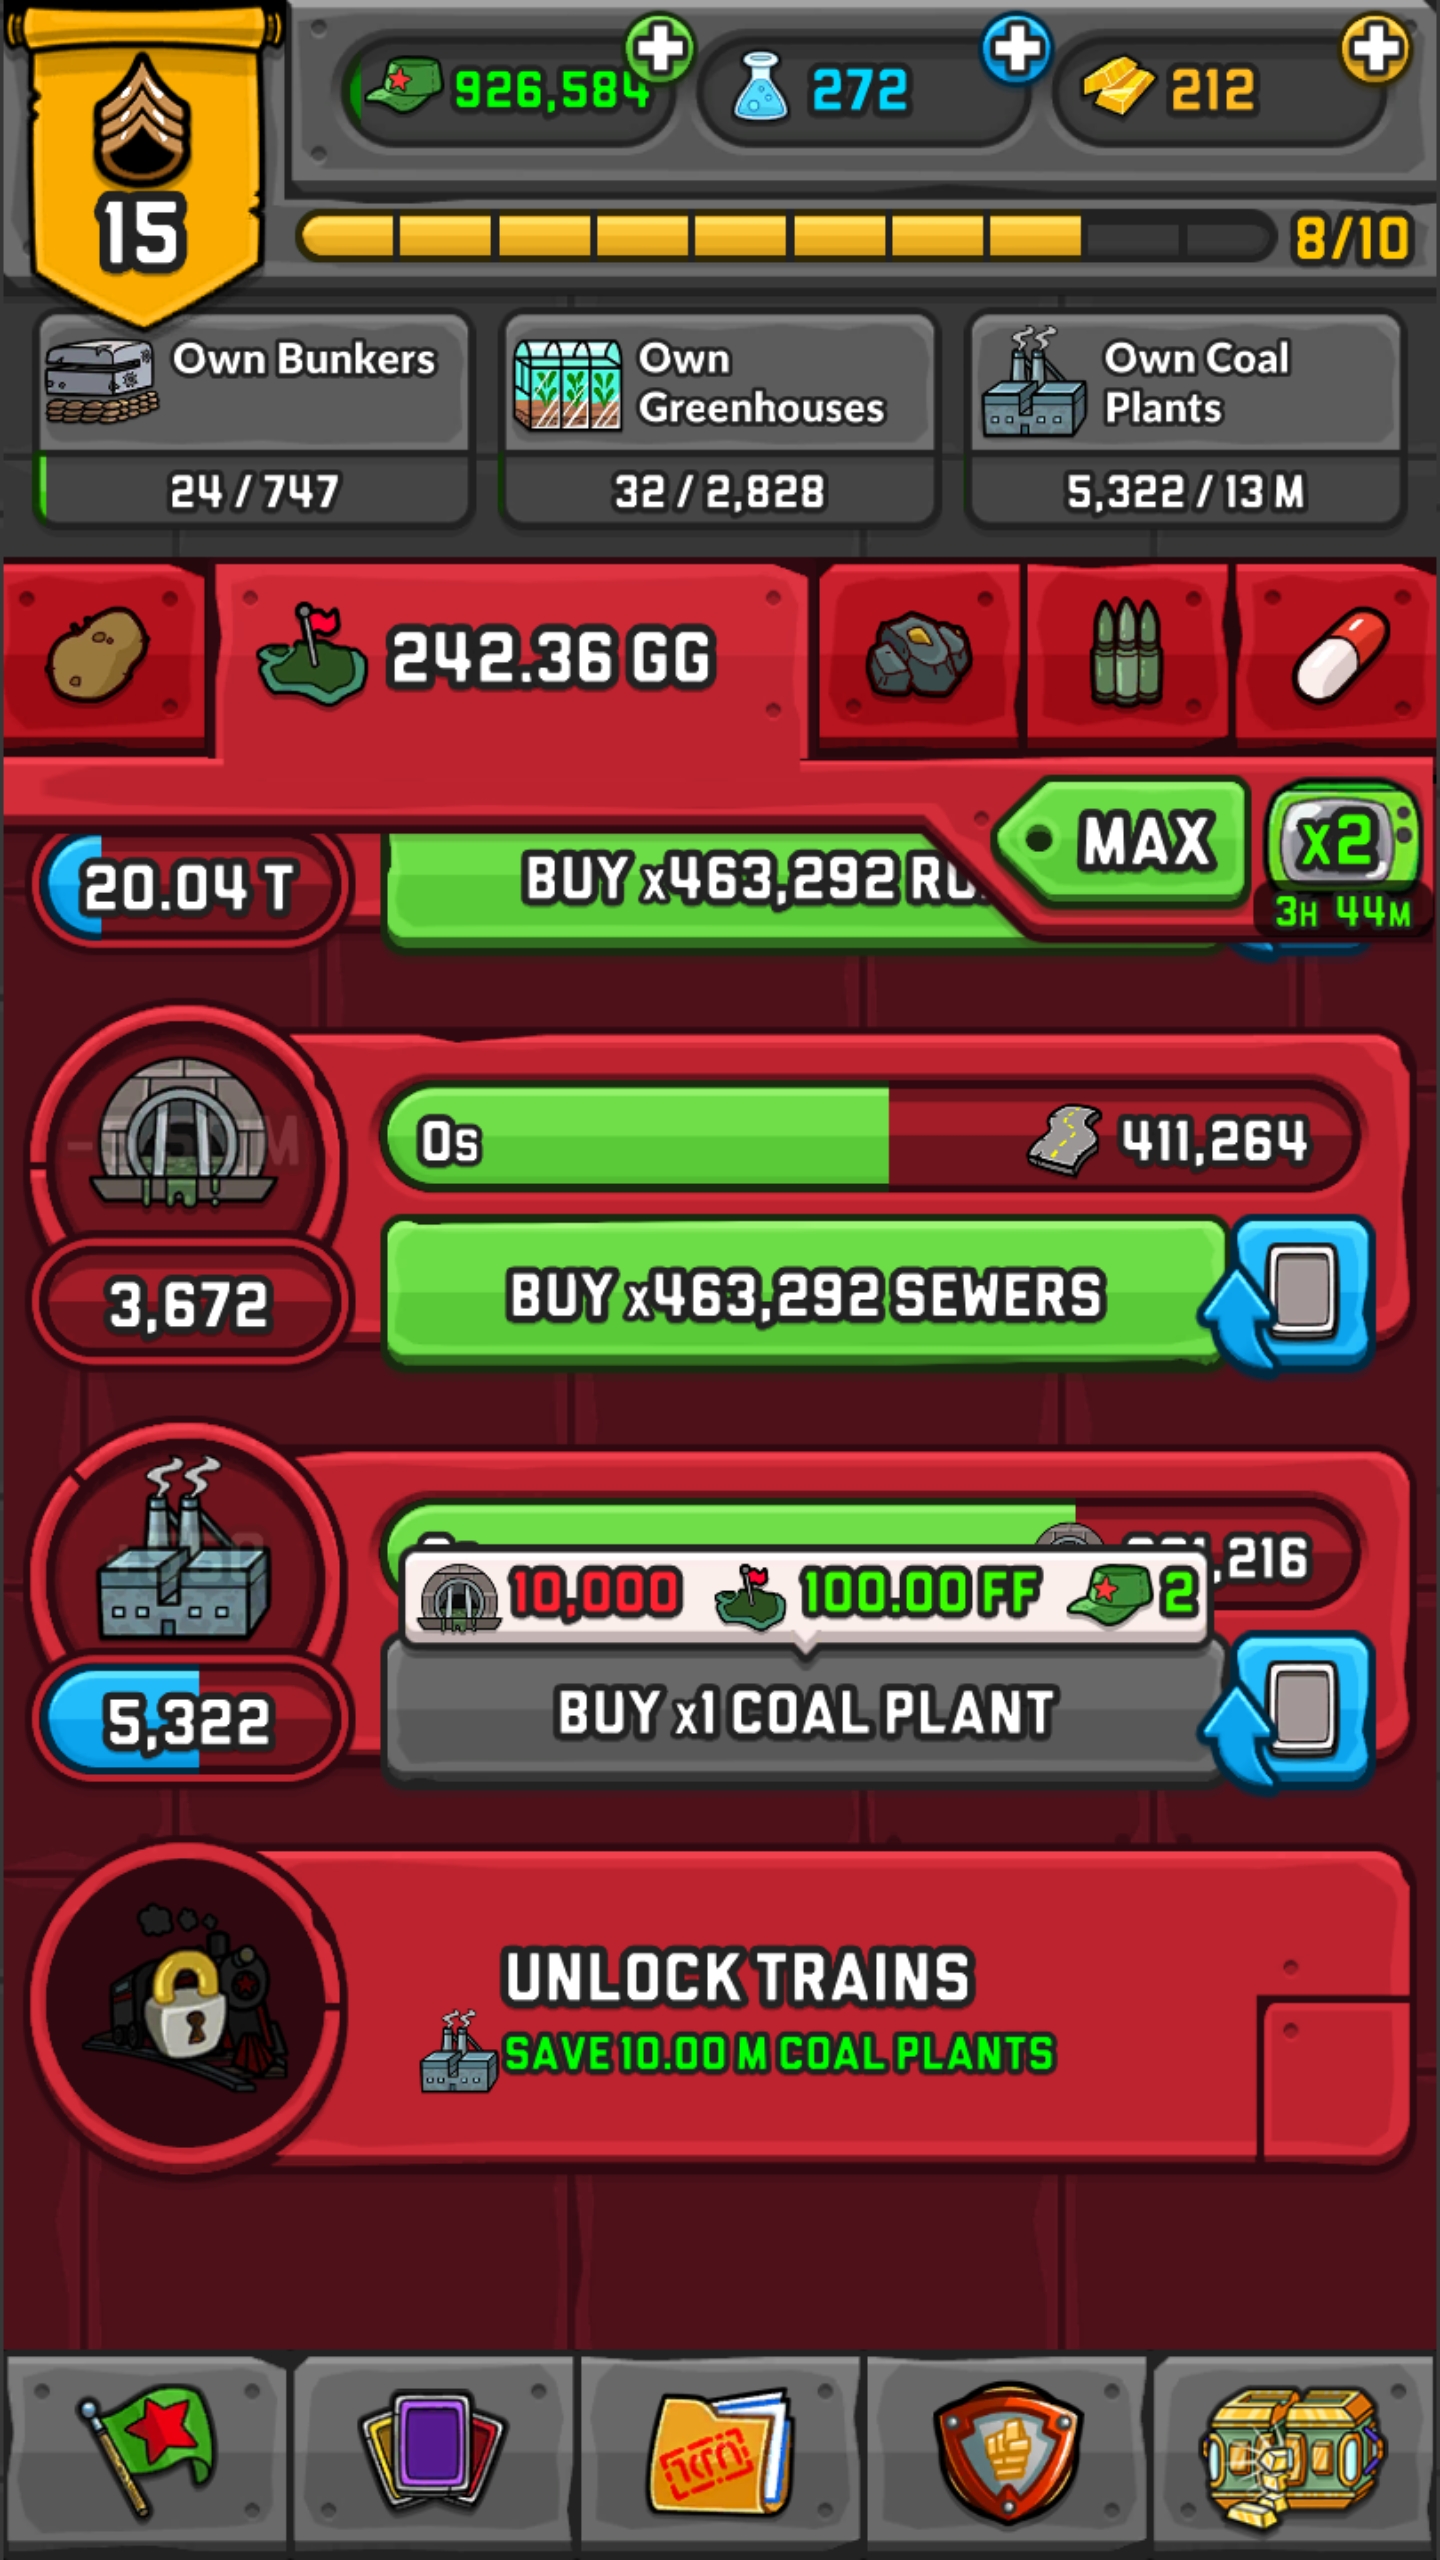 926,584
272
212
15
8/10
Own Bunkers
24 / 747
Own
Greenhouses
32 / 2,828
Own Coal
Plants
5,322 / 13 M
242.36 GG
MAX
x2
3H 44M
20.04 T
BUY x463,292
0s
411,264
3,672
BUY x463,292 SEWERS
,216
10,000
100.00 FF
2
5,322
BUY x1 COAL PLANT
UNLOCK TRAINS
SAVE 10.00 M COAL PLANTS